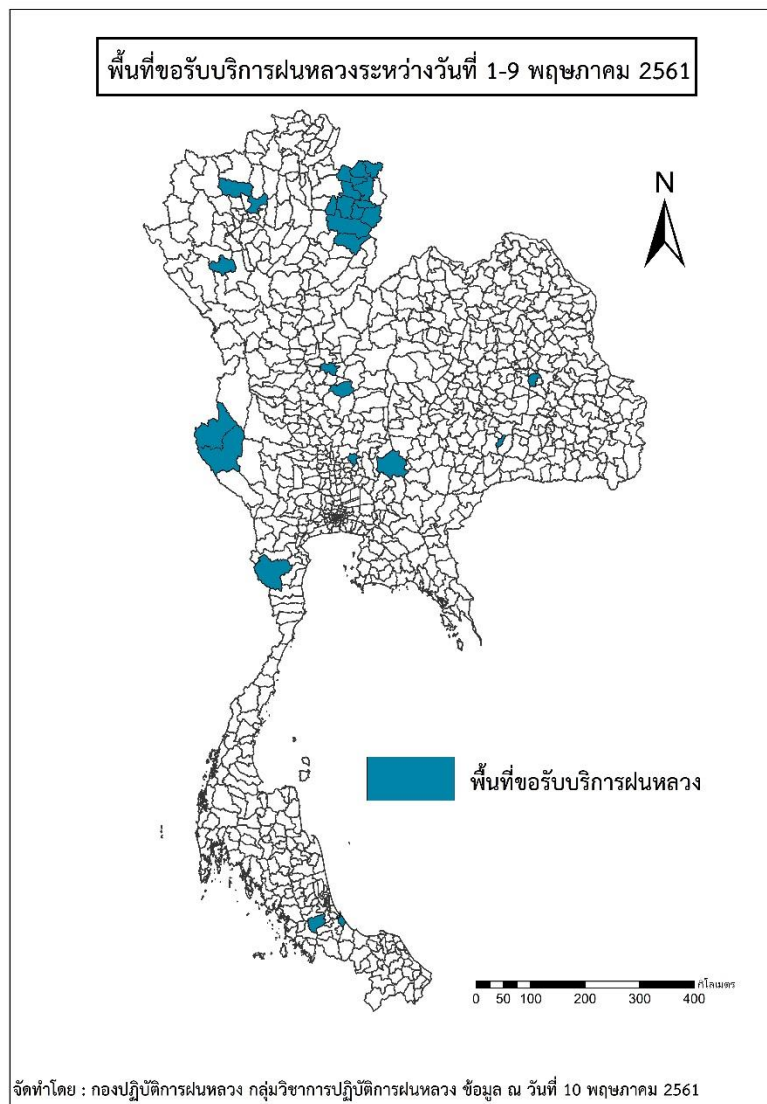 พื้นที่ขอรับบริการฝนหลวงระหว่างวันที่ 1-9 พฤษภาคม 2561
N
พื้นที่ขอรับบริการฝนหลวง
กิโลเมตร
0 50 100 200 300 400
จัดทำโดย : กองปฏิบัติการฝนหลวง กลุ่มวิชาการปฏิบัติการฝนหลวง ข้อมูล ณ วันที่ 10 พฤษภาคม 2561